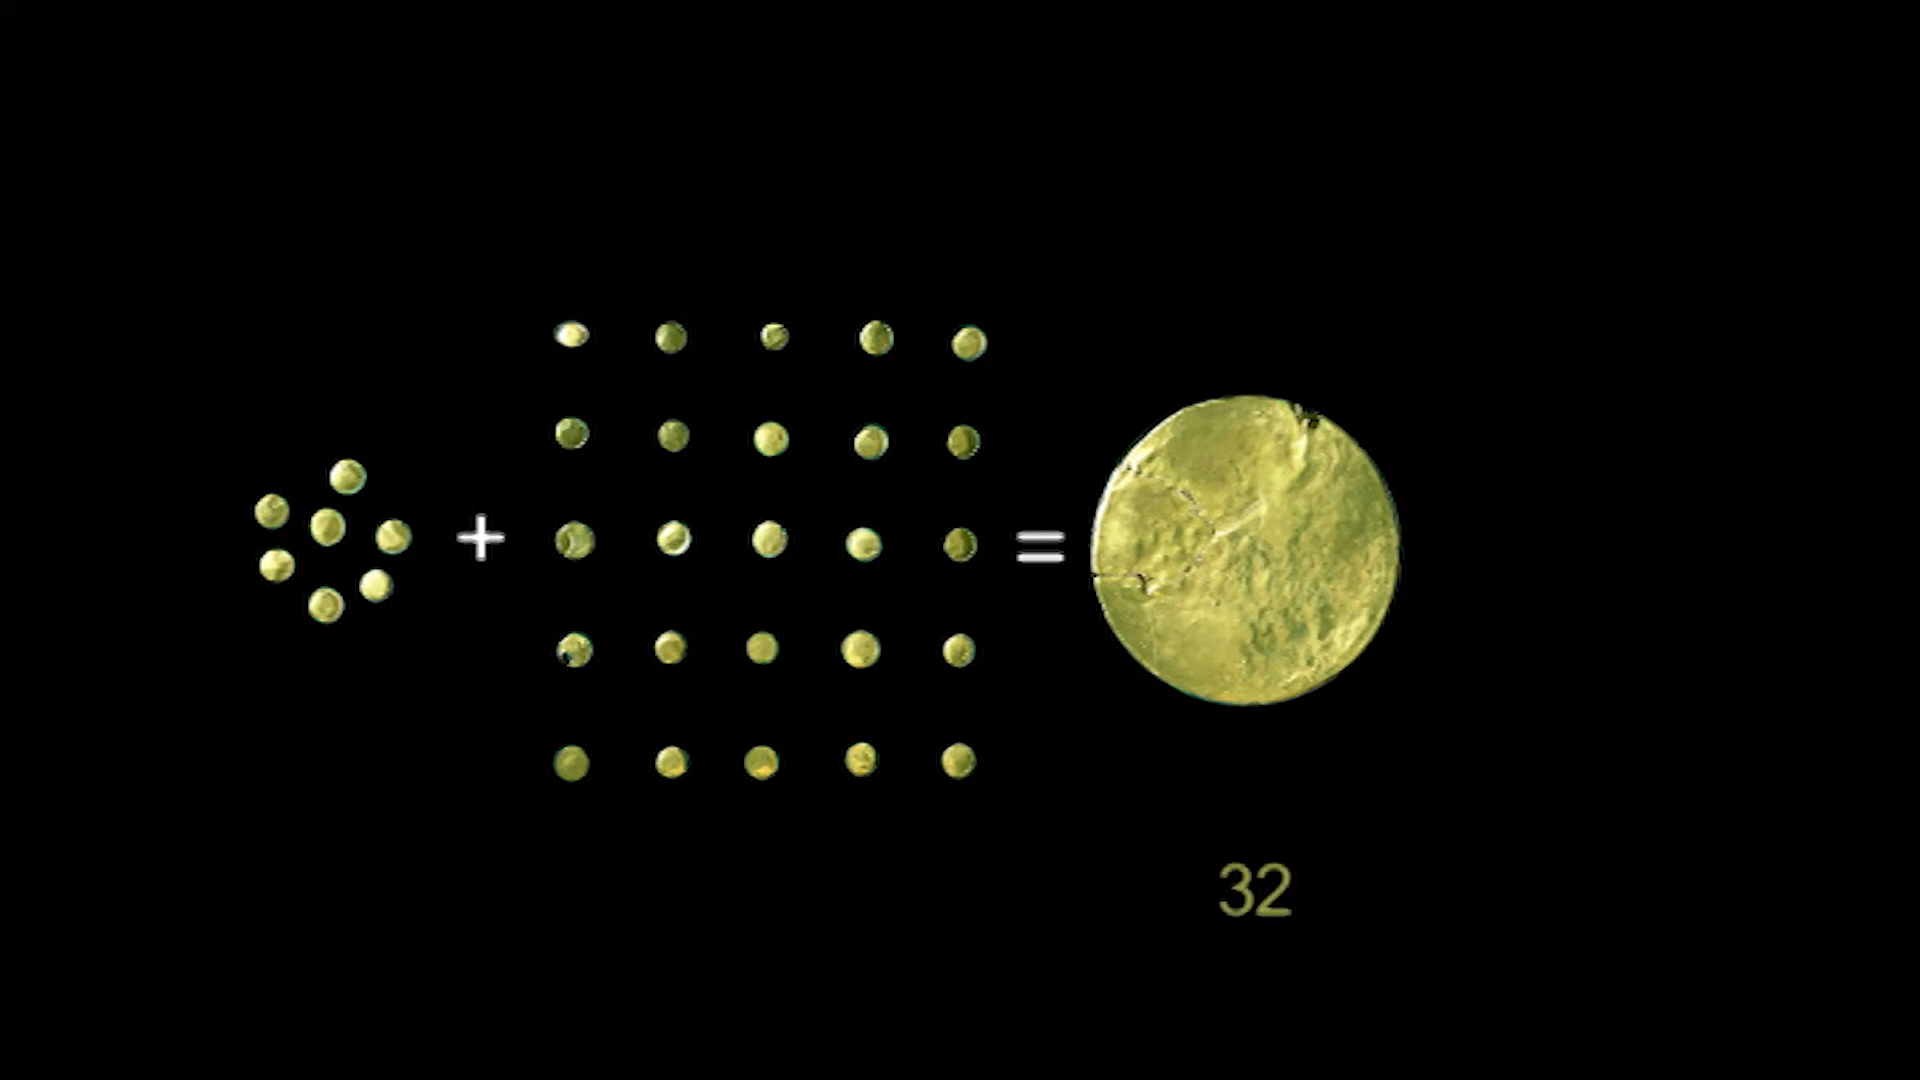 + =
32